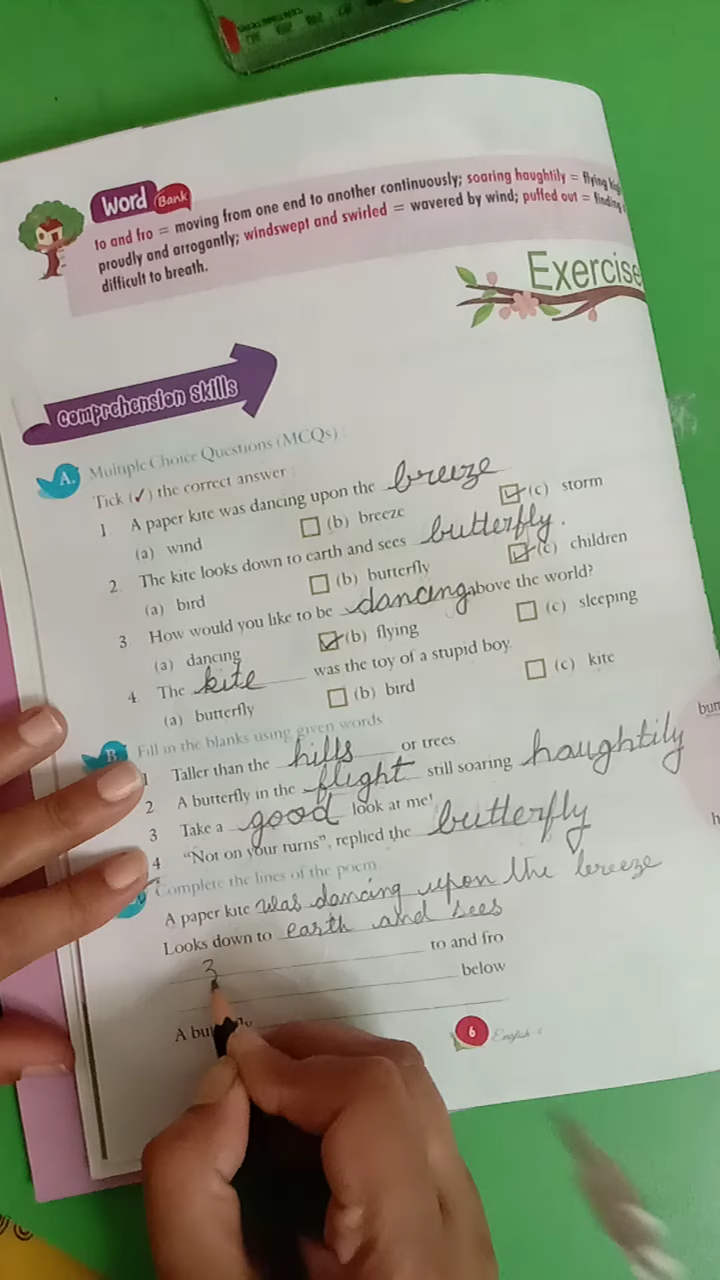 Word Bank
to and fro = moving from one end to another continuously; soaring haughtily = flying
proudly and arrogantly; windswept and swirled = wavered by wind; puffed out = finding
difficult to breath.
Exercise
comprehension skills
A. Multiple Choice Questions (MCQs)
Tick (✓) the correct answer
1 A paper kite was dancing upon the breeze
(a) wind (b) breeze (c) storm
2. The kite looks down to earth and sees butterfly.
(a) bird (b) butterfly (c) children
3 How would you like to be dancing above the world?
(a) dancing (b) flying (c) sleeping
4 The kite was the toy of a stupid boy.
(a) butterfly (b) bird (c) kite
B. Fill in the blanks using given words
1 Taller than the hills or trees
2 A butterfly in the flight still soaring haughtily
3 Take a good look at me!
4. "Not on your turns", replied the butterfly
Complete the lines of the poem
A paper kite was dancing upon the breeze
Looks down to earth and sees
3 to and fro
below
6 English